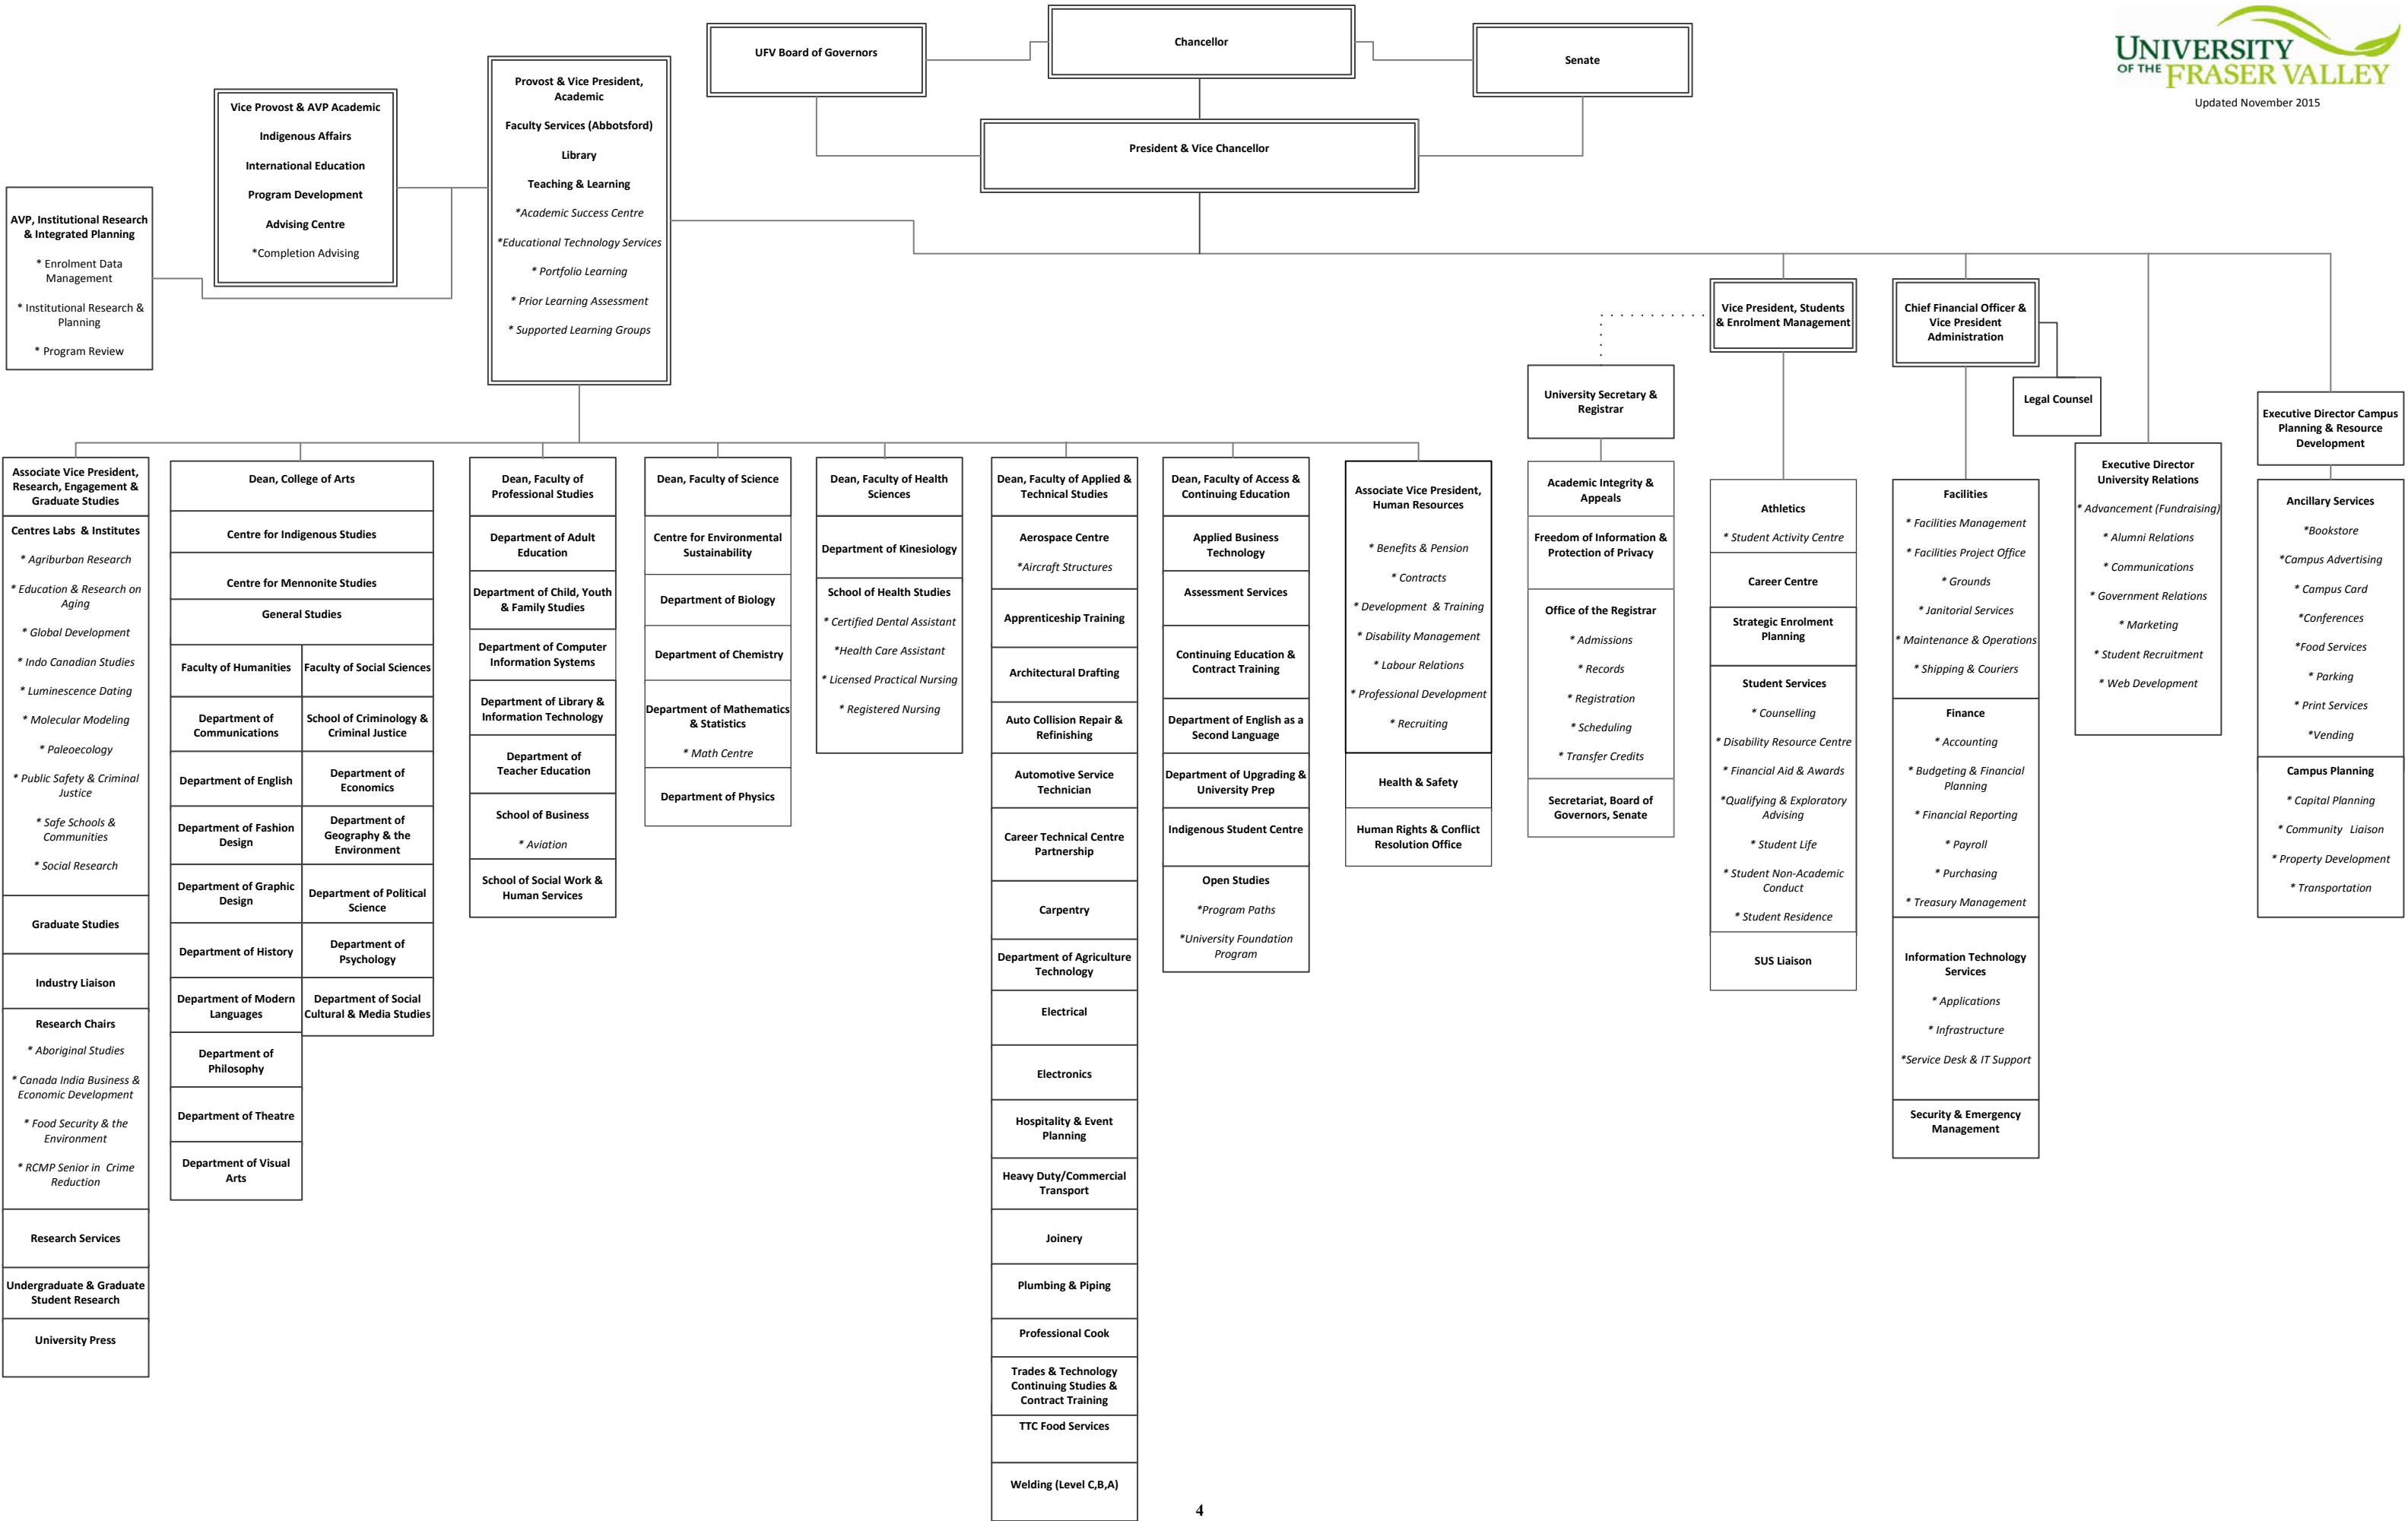 UNIVERSITY
OF THE FRASER VALLEY
Updated November 2015
Chancellor
UFV Board of Governors
Senate
President & Vice Chancellor
Provost & Vice President,
Academic
Faculty Services (Abbotsford)
Library
Teaching & Learning
*Academic Success Centre
*Educational Technology Services
* Portfolio Learning
* Prior Learning Assessment
* Supported Learning Groups
Vice Provost & AVP Academic
Indigenous Affairs
International Education
Program Development
Advising Centre
*Completion Advising
AVP, Institutional Research
& Integrated Planning
* Enrolment Data
Management
* Institutional Research &
Planning
* Program Review
Vice President, Students
& Enrolment Management
Chief Financial Officer &
Vice President
Administration
Legal Counsel
University Secretary &
Registrar
Executive Director Campus
Planning & Resource
Development
Associate Vice President,
Research, Engagement &
Graduate Studies
Centres Labs & Institutes
* Agriburban Research
* Education & Research on
Aging
* Global Development
* Indo Canadian Studies
* Luminescence Dating
* Molecular Modeling
* Paleoecology
* Public Safety & Criminal
Justice
* Safe Schools &
Communities
* Social Research
Graduate Studies
Industry Liaison
Research Chairs
* Aboriginal Studies
* Canada India Business &
Economic Development
* Food Security & the
Environment
* RCMP Senior in Crime
Reduction
Research Services
Undergraduate & Graduate
Student Research
University Press
Dean, College of Arts
Centre for Indigenous Studies
Centre for Mennonite Studies
General Studies
Faculty of Humanities
Department of
Communications
Department of English
Department of Fashion
Design
Department of Graphic
Design
Department of History
Department of Modern
Languages
Department of
Philosophy
Department of Theatre
Department of Visual
Arts
Faculty of Social Sciences
School of Criminology &
Criminal Justice
Department of
Economics
Department of
Geography & the
Environment
Department of Political
Science
Department of
Psychology
Department of Social
Cultural & Media Studies
Dean, Faculty of
Professional Studies
Department of Adult
Education
Department of Child, Youth
& Family Studies
Department of Computer
Information Systems
Department of Library &
Information Technology
Department of
Teacher Education
School of Business
* Aviation
School of Social Work &
Human Services
Dean, Faculty of Science
Centre for Environmental
Sustainability
Department of Biology
Department of Chemistry
Department of Mathematics
& Statistics
* Math Centre
Department of Physics
Dean, Faculty of Health
Sciences
Department of Kinesiology
School of Health Studies
* Certified Dental Assistant
*Health Care Assistant
* Licensed Practical Nursing
* Registered Nursing
Dean, Faculty of Applied &
Technical Studies
Aerospace Centre
*Aircraft Structures
Apprenticeship Training
Architectural Drafting
Auto Collision Repair &
Refinishing
Automotive Service
Technician
Career Technical Centre
Partnership
Carpentry
Department of Agriculture
Technology
Electrical
Electronics
Hospitality & Event
Planning
Heavy Duty/Commercial
Transport
Joinery
Plumbing & Piping
Professional Cook
Trades & Technology
Continuing Studies &
Contract Training
TTC Food Services
Welding (Level C,B,A)
Dean, Faculty of Access &
Continuing Education
Applied Business
Technology
Assessment Services
Continuing Education &
Contract Training
Department of English as a
Second Language
Department of Upgrading &
University Prep
Indigenous Student Centre
Open Studies
*Program Paths
*University Foundation
Program
Associate Vice President,
Human Resources
* Benefits & Pension
* Contracts
* Development & Training
* Disability Management
* Labour Relations
* Professional Development
* Recruiting
Health & Safety
Human Rights & Conflict
Resolution Office
Academic Integrity &
Appeals
Freedom of Information &
Protection of Privacy
Office of the Registrar
* Admissions
* Records
* Registration
* Scheduling
* Transfer Credits
Secretariat, Board of
Governors, Senate
Athletics
* Student Activity Centre
Career Centre
Strategic Enrolment
Planning
Student Services
* Counselling
* Disability Resource Centre
* Financial Aid & Awards
*Qualifying & Exploratory
Advising
* Student Life
* Student Non-Academic
Conduct
* Student Residence
SUS Liaison
Facilities
* Facilities Management
* Facilities Project Office
* Grounds
* Janitorial Services
* Maintenance & Operations
* Shipping & Couriers
Finance
* Accounting
* Budgeting & Financial
Planning
* Financial Reporting
* Payroll
* Purchasing
* Treasury Management
Information Technology
Services
* Applications
* Infrastructure
*Service Desk & IT Support
Security & Emergency
Management
Executive Director
University Relations
* Advancement (Fundraising)
* Alumni Relations
* Communications
* Government Relations
* Marketing
* Student Recruitment
* Web Development
Ancillary Services
*Bookstore
*Campus Advertising
* Campus Card
*Conferences
*Food Services
* Parking
* Print Services
*Vending
Campus Planning
* Capital Planning
* Community Liaison
* Property Development
* Transportation
4